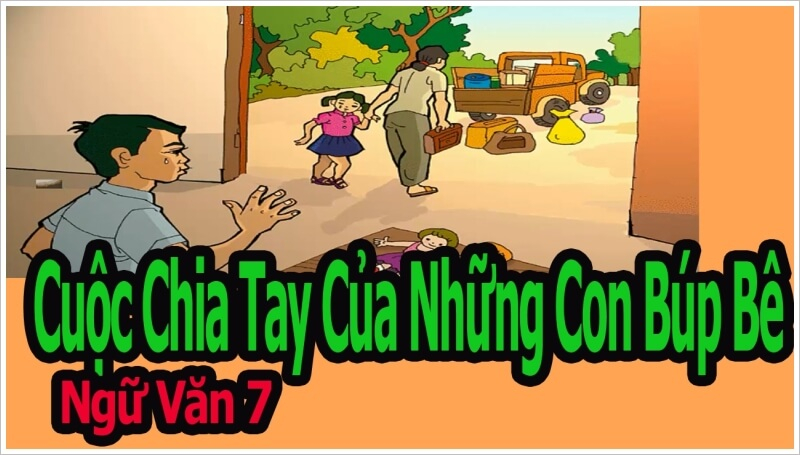 Cuộc Chia Tay Của Những Con Búp Bê
Ngữ Văn 7